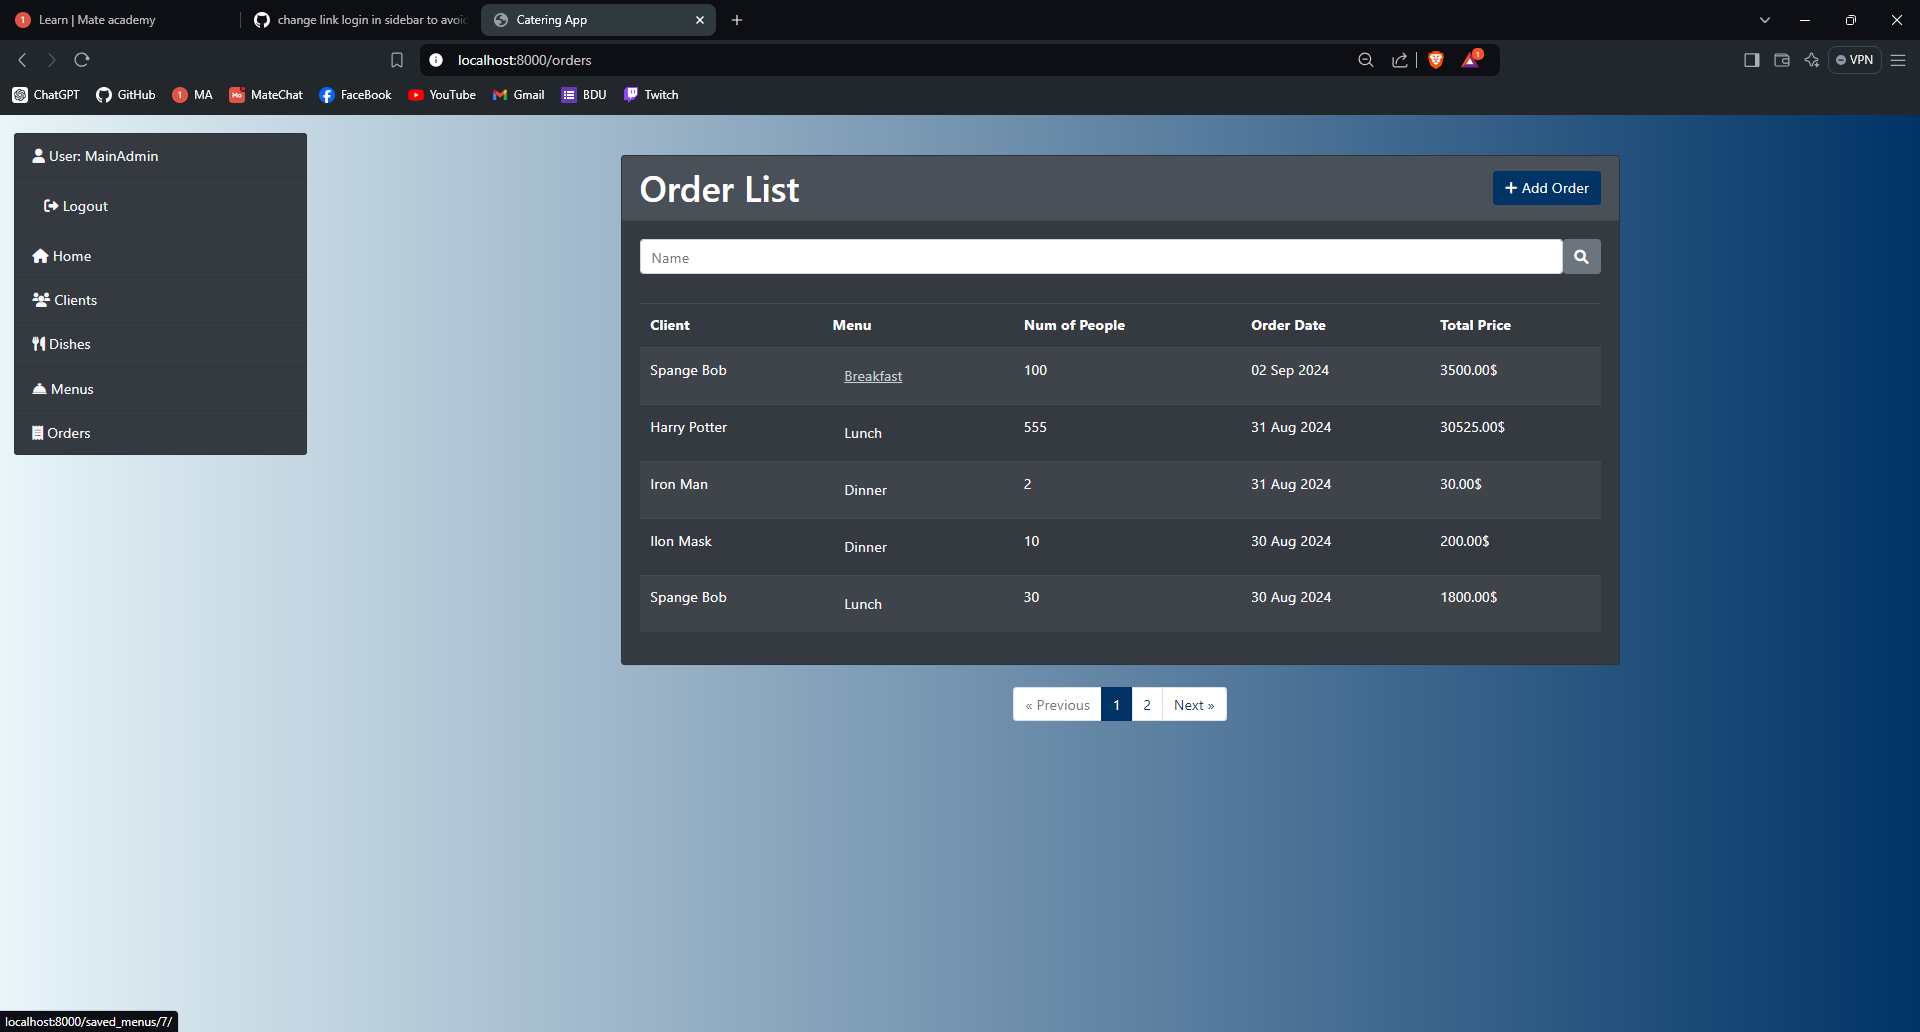 1 Learn | Mate academy
change link login in sidebar to avoid
Catering App
localhost:8000/orders
1
VPN
ChatGPT GitHub 1 MA Ma MateChat FaceBook YouTube Gmail BDU Twitch
User: MainAdmin
Logout
Home
Clients
Dishes
Menus
Orders
Order List
+ Add Order
Name
Client Menu Num of People Order Date Total Price
Spange Bob Breakfast 100 02 Sep 2024 3500.00$
Harry Potter Lunch 555 31 Aug 2024 30525.00$
Iron Man Dinner 2 31 Aug 2024 30.00$
Ilon Mask Dinner 10 30 Aug 2024 200.00$
Spange Bob Lunch 30 30 Aug 2024 1800.00$
« Previous 1 2 Next »
localhost:8000/saved_menus/7/